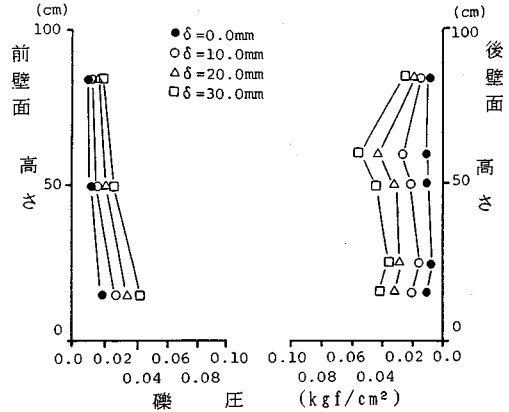 (cm)
100
前壁面
高さ
50
0
0.0 0.02 0.06 0.10
0.04 0.08
● δ=0.0mm
○ δ=10.0mm
△ δ=20.0mm
□ δ=30.0mm
(cm)
100
後壁面
高さ
50
0
0.10 0.06 0.02 0.0
0.08 0.04
礫 圧 (kgf/cm²)